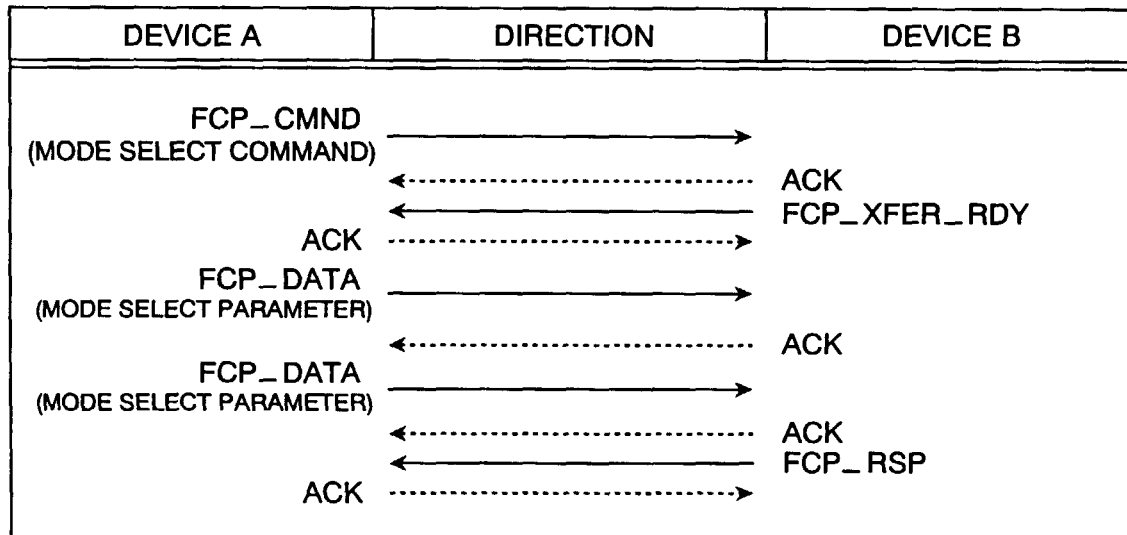 DEVICE A DIRECTION DEVICE B
FCP_CMND
(MODE SELECT COMMAND)
ACK
FCP_XFER_RDY
ACK
FCP_DATA
(MODE SELECT PARAMETER)
ACK
FCP_DATA
(MODE SELECT PARAMETER)
ACK
FCP_RSP
ACK